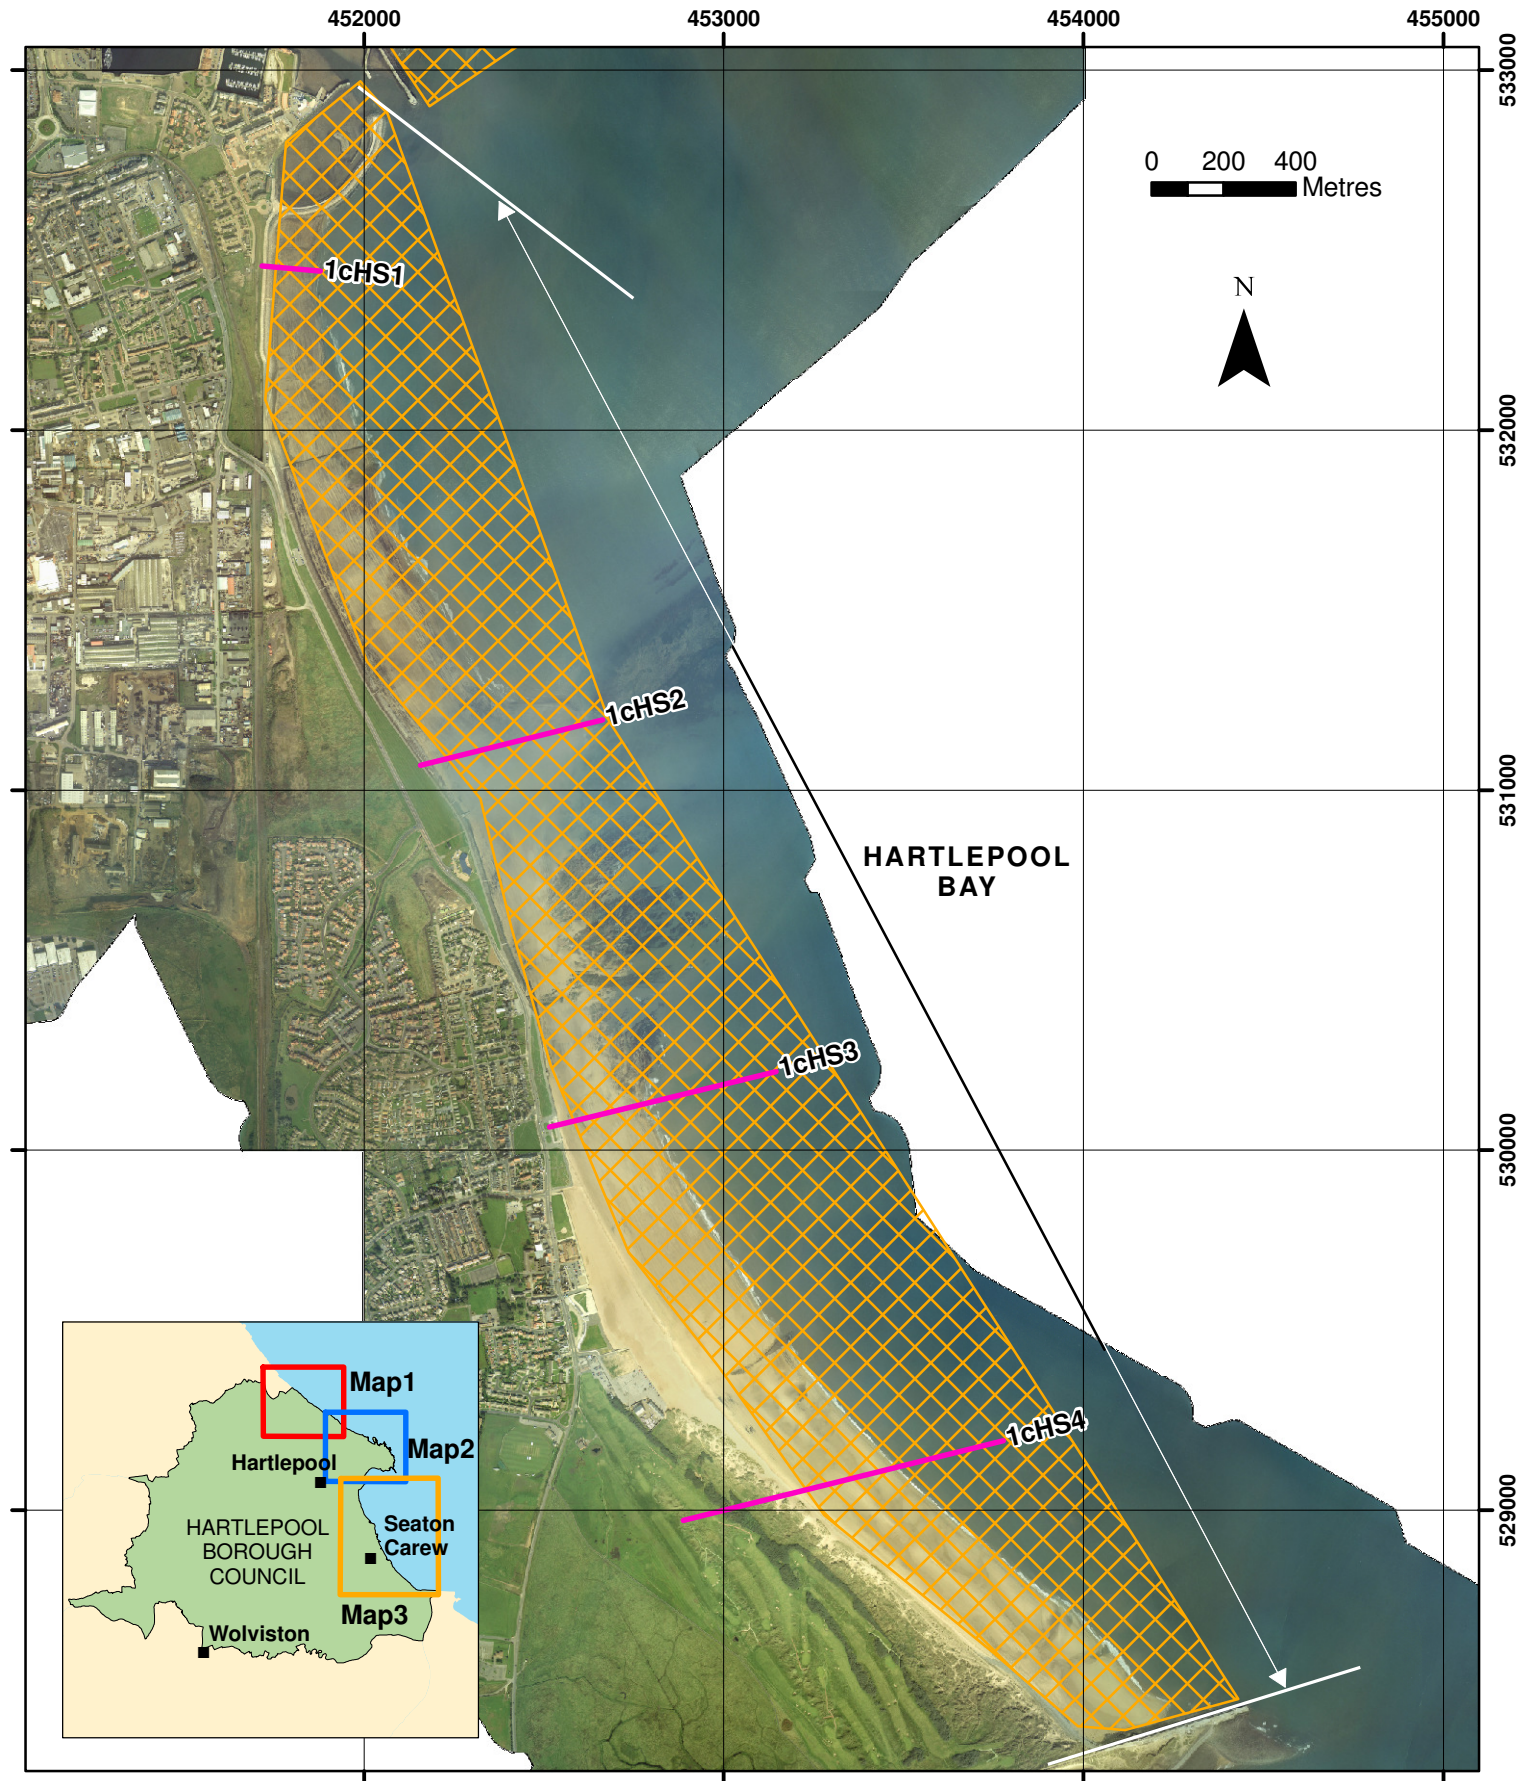 452000
453000
454000
455000
533000
0 200 400
Metres
N
1cHS1
532000
1cHS2
531000
HARTLEPOOL
BAY
1cHS3
530000
1cHS4
529000
Map1
Map2
Hartlepool
HARTLEPOOL
BOROUGH
COUNCIL
Seaton
Carew
Map3
Wolviston